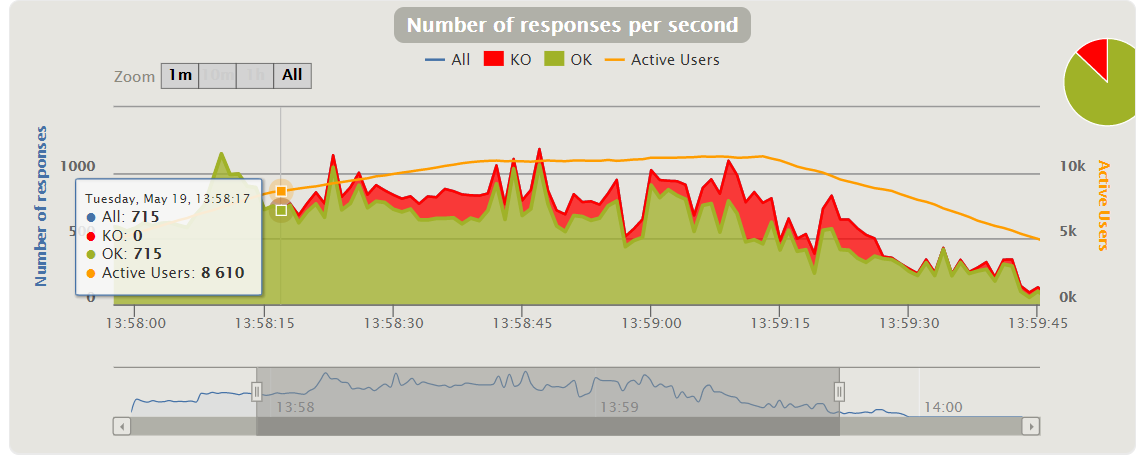 Number of responses per second
All KO OK Active Users
Zoom 1m 10m 1h All
Number of responses
1000
500
0
10k
5k
0k
Active Users
Tuesday, May 19, 13:58:17
All: 715
KO: 0
OK: 715
Active Users: 8 610
13:58:00 13:58:15 13:58:30 13:58:45 13:59:00 13:59:15 13:59:30 13:59:45
13:58 13:59 14:00